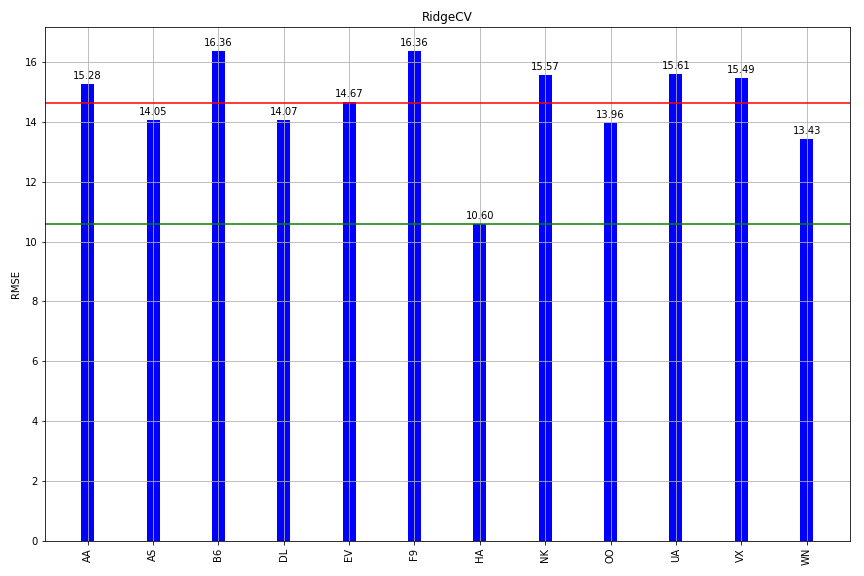 RidgeCV
RMSE
16
14
12
10
8
6
4
2
0
15.28
14.05
16.36
14.07
14.67
16.36
10.60
15.57
13.96
15.61
15.49
13.43
AA
AS
B6
DL
EV
F9
HA
NK
OO
UA
VX
WN